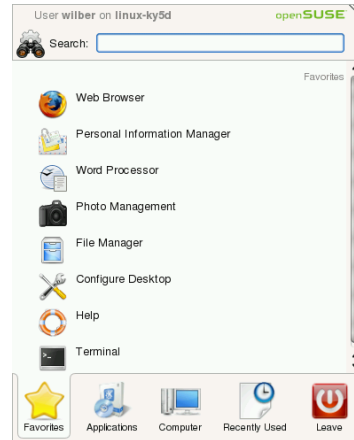 User wilber on linux-ky5d
openSUSE
Search:
Favorites
Web Browser
Personal Information Manager
Word Processor
Photo Management
File Manager
Configure Desktop
Help
Terminal
Favorites Applications Computer Recently Used Leave